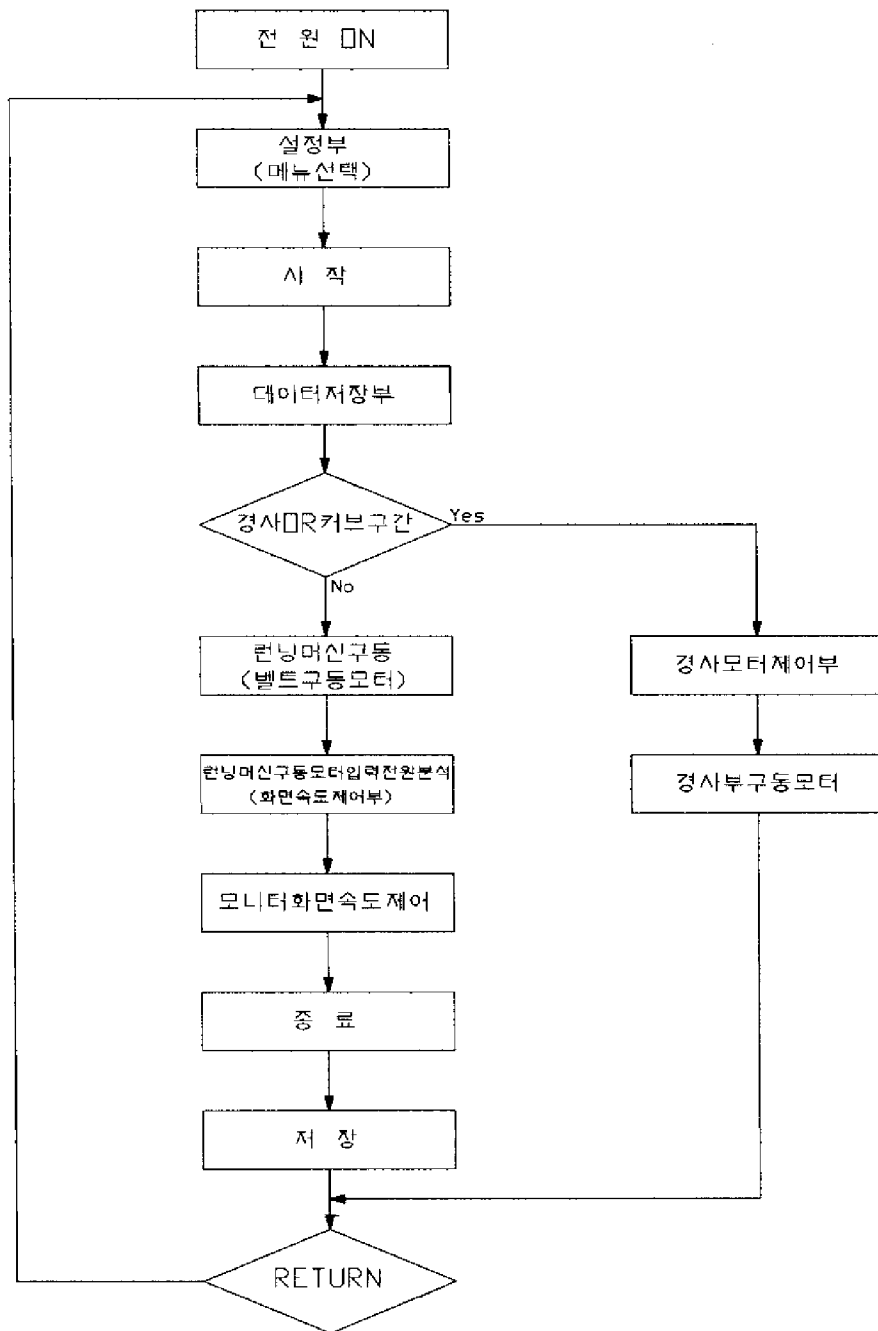 전 원 ON
설정부
(메뉴선택)
시 작
데이터저장부
경사OR커브구간
Yes
No
런닝머신구동
(벨트구동모터)
경사모터제어부
런닝머신구동모터입력전원분석
(화면속도제어부)
경사부구동모터
모니터화면속도제어
종 료
저 장
RETURN